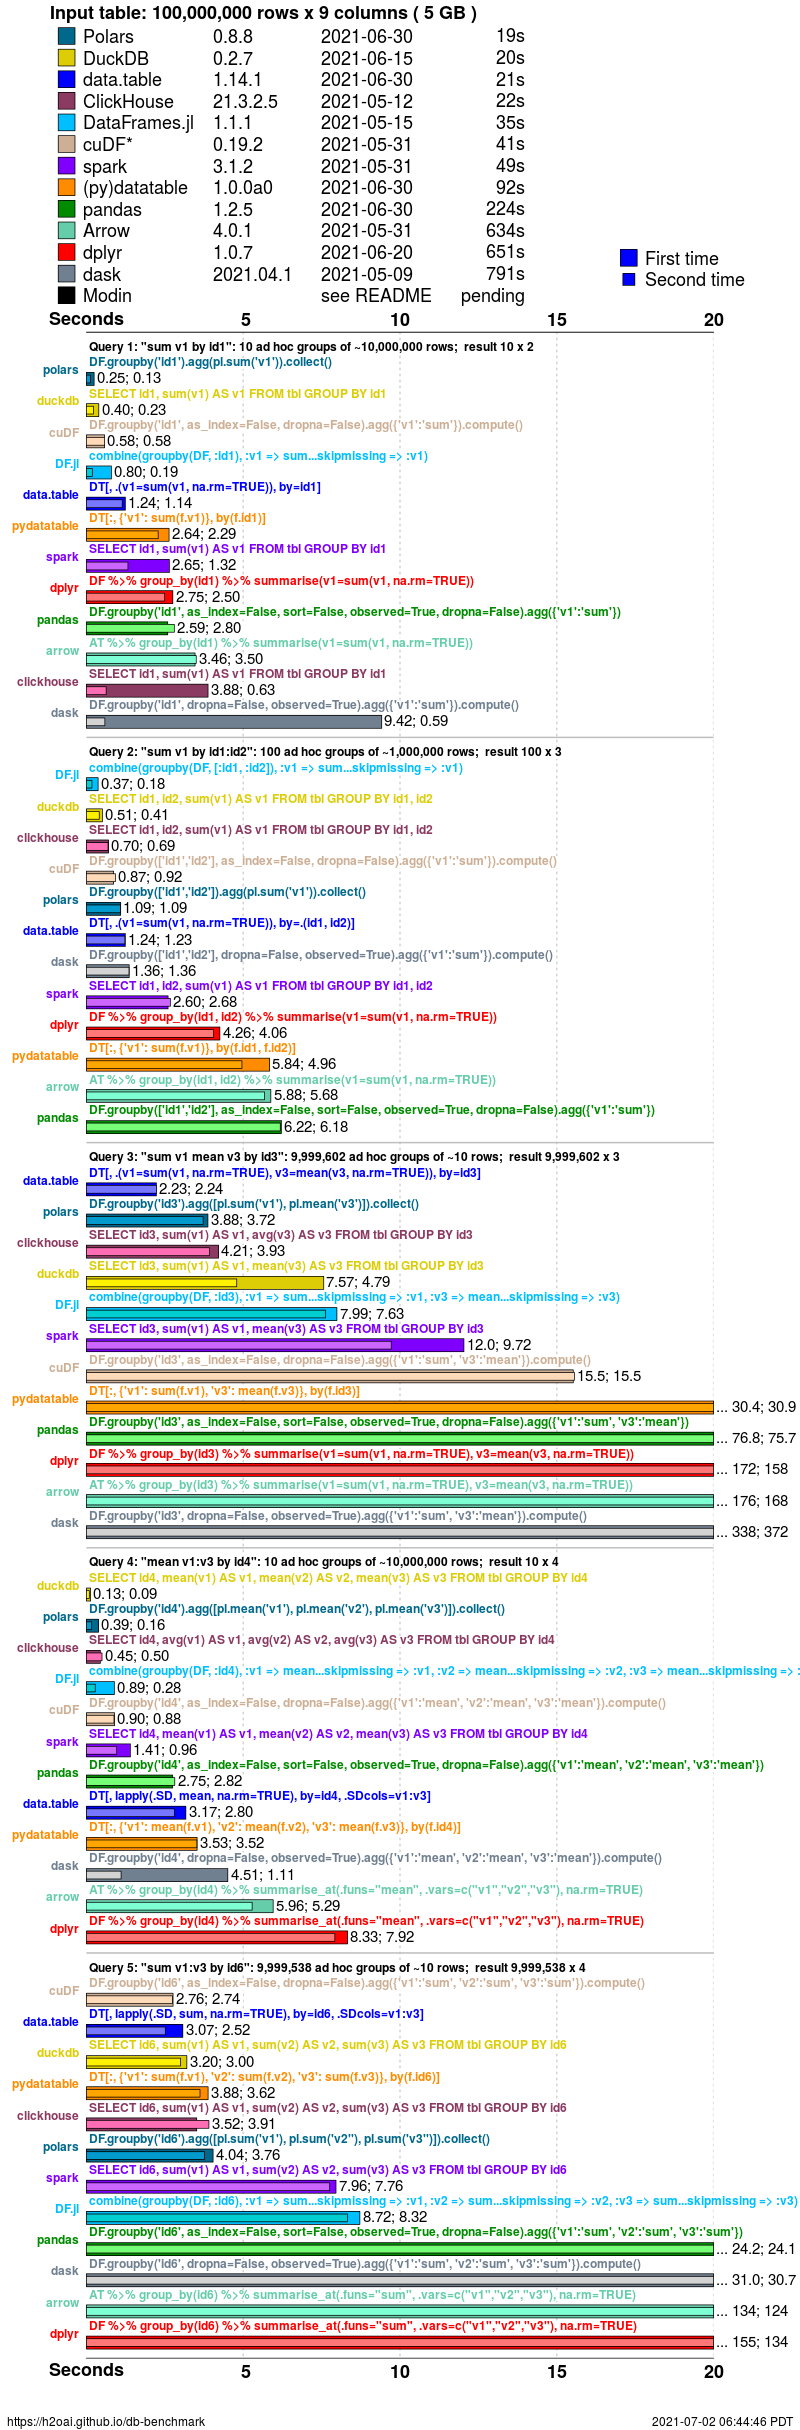 Input table: 100,000,000 rows x 9 columns ( 5 GB )
Polars 0.8.8 2021-06-30 19s
DuckDB 0.2.7 2021-06-15 20s
data.table 1.14.1 2021-06-30 21s
ClickHouse 21.3.2.5 2021-05-12 22s
DataFrames.jl 1.1.1 2021-05-15 35s
cuDF* 0.19.2 2021-05-31 41s
spark 3.1.2 2021-05-31 49s
(py)datatable 1.0.0a0 2021-06-30 92s
pandas 1.2.5 2021-06-30 224s
Arrow 4.0.1 2021-05-31 634s
dplyr 1.0.7 2021-06-20 651s
dask 2021.04.1 2021-05-09 791s
Modin see README pending
First time
Second time
Seconds 5 10 15 20
Query 1: "sum v1 by id1": 10 ad hoc groups of ~10,000,000 rows;  result 10 x 2
DF.groupby('id1').agg(pl.sum('v1')).collect()
polars 0.25; 0.13
SELECT id1, sum(v1) AS v1 FROM tbl GROUP BY id1
duckdb 0.40; 0.23
DF.groupby('id1', as_index=False, dropna=False).agg({'v1':'sum'}).compute()
cuDF 0.58; 0.58
combine(groupby(DF, :id1), :v1 => sum...skipmissing => :v1)
DF.jl 0.80; 0.19
DT[, .(v1=sum(v1, na.rm=TRUE)), by=id1]
data.table 1.24; 1.14
DT[:, {'v1': sum(f.v1)}, by(f.id1)]
pydatatable 2.64; 2.29
SELECT id1, sum(v1) AS v1 FROM tbl GROUP BY id1
spark 2.65; 1.32
DF %>% group_by(id1) %>% summarise(v1=sum(v1, na.rm=TRUE))
dplyr 2.75; 2.50
DF.groupby('id1', as_index=False, sort=False, observed=True, dropna=False).agg({'v1':'sum'})
pandas 2.59; 2.80
AT %>% group_by(id1) %>% summarise(v1=sum(v1, na.rm=TRUE))
arrow 3.46; 3.50
SELECT id1, sum(v1) AS v1 FROM tbl GROUP BY id1
clickhouse 3.88; 0.63
DF.groupby('id1', dropna=False, observed=True).agg({'v1':'sum'}).compute()
dask 9.42; 0.59
Query 2: "sum v1 by id1:id2": 100 ad hoc groups of ~1,000,000 rows;  result 100 x 3
combine(groupby(DF, [:id1, :id2]), :v1 => sum...skipmissing => :v1)
DF.jl 0.37; 0.18
SELECT id1, id2, sum(v1) AS v1 FROM tbl GROUP BY id1, id2
duckdb 0.51; 0.41
SELECT id1, id2, sum(v1) AS v1 FROM tbl GROUP BY id1, id2
clickhouse 0.70; 0.69
DF.groupby(['id1','id2'], as_index=False, dropna=False).agg({'v1':'sum'}).compute()
cuDF 0.87; 0.92
DF.groupby(['id1','id2']).agg(pl.sum('v1')).collect()
polars 1.09; 1.09
DT[, .(v1=sum(v1, na.rm=TRUE)), by=.(id1, id2)]
data.table 1.24; 1.23
DF.groupby(['id1','id2'], dropna=False, observed=True).agg({'v1':'sum'}).compute()
dask 1.36; 1.36
SELECT id1, id2, sum(v1) AS v1 FROM tbl GROUP BY id1, id2
spark 2.60; 2.68
DF %>% group_by(id1, id2) %>% summarise(v1=sum(v1, na.rm=TRUE))
dplyr 4.26; 4.06
DT[:, {'v1': sum(f.v1)}, by(f.id1, f.id2)]
pydatatable 5.84; 4.96
AT %>% group_by(id1, id2) %>% summarise(v1=sum(v1, na.rm=TRUE))
arrow 5.88; 5.68
DF.groupby(['id1','id2'], as_index=False, sort=False, observed=True, dropna=False).agg({'v1':'sum'})
pandas 6.22; 6.18
Query 3: "sum v1 mean v3 by id3": 9,999,602 ad hoc groups of ~10 rows;  result 9,999,602 x 3
DT[, .(v1=sum(v1, na.rm=TRUE), v3=mean(v3, na.rm=TRUE)), by=id3]
data.table 2.23; 2.24
DF.groupby('id3').agg([pl.sum('v1'), pl.mean('v3')]).collect()
polars 3.88; 3.72
SELECT id3, sum(v1) AS v1, avg(v3) AS v3 FROM tbl GROUP BY id3
clickhouse 4.21; 3.93
SELECT id3, sum(v1) AS v1, mean(v3) AS v3 FROM tbl GROUP BY id3
duckdb 7.57; 4.79
combine(groupby(DF, :id3), :v1 => sum...skipmissing => :v1, :v3 => mean...skipmissing => :v3)
DF.jl 7.99; 7.63
SELECT id3, sum(v1) AS v1, mean(v3) AS v3 FROM tbl GROUP BY id3
spark 12.0; 9.72
DF.groupby('id3', as_index=False, dropna=False).agg({'v1':'sum', 'v3':'mean'}).compute()
cuDF 15.5; 15.5
DT[:, {'v1': sum(f.v1), 'v3': mean(f.v3)}, by(f.id3)]
pydatatable ... 30.4; 30.9
DF.groupby('id3', as_index=False, sort=False, observed=True, dropna=False).agg({'v1':'sum', 'v3':'mean'})
pandas ... 76.8; 75.7
DF %>% group_by(id3) %>% summarise(v1=sum(v1, na.rm=TRUE), v3=mean(v3, na.rm=TRUE))
dplyr ... 172; 158
AT %>% group_by(id3) %>% summarise(v1=sum(v1, na.rm=TRUE), v3=mean(v3, na.rm=TRUE))
arrow ... 176; 168
DF.groupby('id3', dropna=False, observed=True).agg({'v1':'sum', 'v3':'mean'}).compute()
dask ... 338; 372
Query 4: "mean v1:v3 by id4": 10 ad hoc groups of ~10,000,000 rows;  result 10 x 4
SELECT id4, mean(v1) AS v1, mean(v2) AS v2, mean(v3) AS v3 FROM tbl GROUP BY id4
duckdb 0.13; 0.09
DF.groupby('id4').agg([pl.mean('v1'), pl.mean('v2'), pl.mean('v3')]).collect()
polars 0.39; 0.16
SELECT id4, avg(v1) AS v1, avg(v2) AS v2, avg(v3) AS v3 FROM tbl GROUP BY id4
clickhouse 0.45; 0.50
combine(groupby(DF, :id4), :v1 => mean...skipmissing => :v1, :v2 => mean...skipmissing => :v2, :v3 => mean...skipmissing => :
DF.jl 0.89; 0.28
DF.groupby('id4', as_index=False, dropna=False).agg({'v1':'mean', 'v2':'mean', 'v3':'mean'}).compute()
cuDF 0.90; 0.88
SELECT id4, mean(v1) AS v1, mean(v2) AS v2, mean(v3) AS v3 FROM tbl GROUP BY id4
spark 1.41; 0.96
DF.groupby('id4', as_index=False, sort=False, observed=True, dropna=False).agg({'v1':'mean', 'v2':'mean', 'v3':'mean'})
pandas 2.75; 2.82
DT[, lapply(.SD, mean, na.rm=TRUE), by=id4, .SDcols=v1:v3]
data.table 3.17; 2.80
DT[:, {'v1': mean(f.v1), 'v2': mean(f.v2), 'v3': mean(f.v3)}, by(f.id4)]
pydatatable 3.53; 3.52
DF.groupby('id4', dropna=False, observed=True).agg({'v1':'mean', 'v2':'mean', 'v3':'mean'}).compute()
dask 4.51; 1.11
AT %>% group_by(id4) %>% summarise_at(.funs="mean", .vars=c("v1","v2","v3"), na.rm=TRUE)
arrow 5.96; 5.29
DF %>% group_by(id4) %>% summarise_at(.funs="mean", .vars=c("v1","v2","v3"), na.rm=TRUE)
dplyr 8.33; 7.92
Query 5: "sum v1:v3 by id6": 9,999,538 ad hoc groups of ~10 rows;  result 9,999,538 x 4
DF.groupby('id6', as_index=False, dropna=False).agg({'v1':'sum', 'v2':'sum', 'v3':'sum'}).compute()
cuDF 2.76; 2.74
DT[, lapply(.SD, sum, na.rm=TRUE), by=id6, .SDcols=v1:v3]
data.table 3.07; 2.52
SELECT id6, sum(v1) AS v1, sum(v2) AS v2, sum(v3) AS v3 FROM tbl GROUP BY id6
duckdb 3.20; 3.00
DT[:, {'v1': sum(f.v1), 'v2': sum(f.v2), 'v3': sum(f.v3)}, by(f.id6)]
pydatatable 3.88; 3.62
SELECT id6, sum(v1) AS v1, sum(v2) AS v2, sum(v3) AS v3 FROM tbl GROUP BY id6
clickhouse 3.52; 3.91
DF.groupby('id6').agg([pl.sum('v1'), pl.sum('v2"), pl.sum('v3")]).collect()
polars 4.04; 3.76
SELECT id6, sum(v1) AS v1, sum(v2) AS v2, sum(v3) AS v3 FROM tbl GROUP BY id6
spark 7.96; 7.76
combine(groupby(DF, :id6), :v1 => sum...skipmissing => :v1, :v2 => sum...skipmissing => :v2, :v3 => sum...skipmissing => :v3)
DF.jl 8.72; 8.32
DF.groupby('id6', as_index=False, sort=False, observed=True, dropna=False).agg({'v1':'sum', 'v2':'sum', 'v3':'sum'})
pandas ... 24.2; 24.1
DF.groupby('id6', dropna=False, observed=True).agg({'v1':'sum', 'v2':'sum', 'v3':'sum'}).compute()
dask ... 31.0; 30.7
AT %>% group_by(id6) %>% summarise_at(.funs="sum", .vars=c("v1","v2","v3"), na.rm=TRUE)
arrow ... 134; 124
DF %>% group_by(id6) %>% summarise_at(.funs="sum", .vars=c("v1","v2","v3"), na.rm=TRUE)
dplyr ... 155; 134
Seconds 5 10 15 20
https://h2oai.github.io/db-benchmark 2021-07-02 06:44:46 PDT